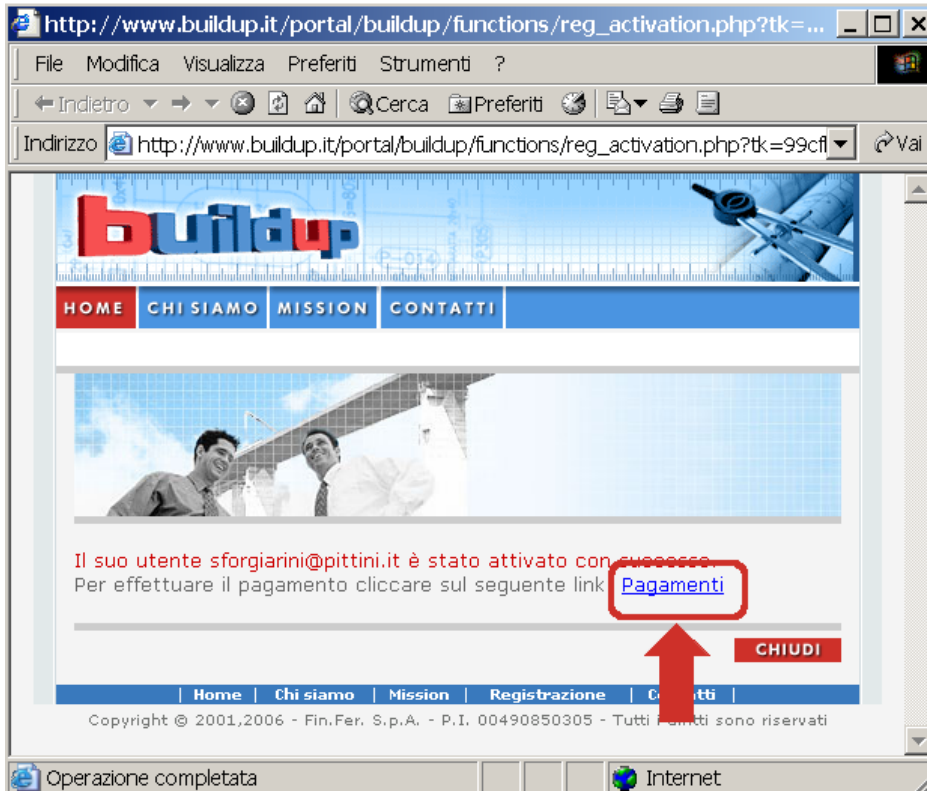 http://www.buildup.it/portal/buildup/functions/reg_activation.php?tk=...
File Modifica Visualizza Preferiti Strumenti ?
Indietro Cerca Preferiti
Indirizzo http://www.buildup.it/portal/buildup/functions/reg_activation.php?tk=99cf Vai
buildup
HOME CHI SIAMO MISSION CONTATTI
Il suo utente sforgiarini@pittini.it è stato attivato con successo.
Per effettuare il pagamento cliccare sul seguente link Pagamenti
CHIUDI
| Home | Chi siamo | Mission | Registrazione | Contatti |
Copyright © 2001,2006 - Fin.Fer. S.p.A. - P.I. 00490850305 - Tutti i diritti sono riservati
Operazione completata Internet